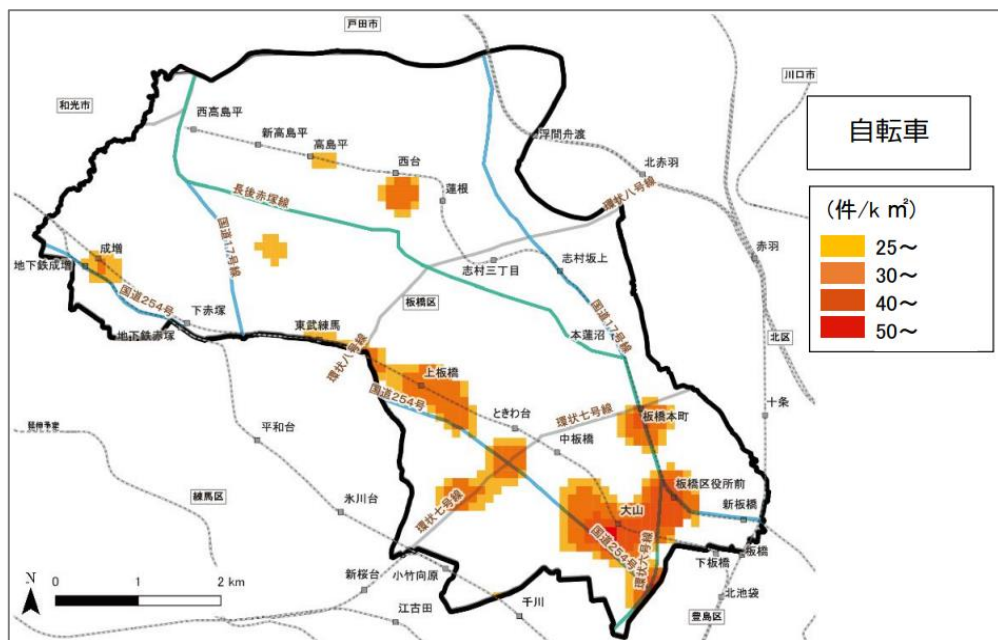 戸田市
川口市
和光市
西高島平
新高島平
高島平
西台
蓮根
浮間舟渡
北赤羽
環状八号線
長後赤塚線
国道17号線
赤羽
成増
地下鉄成増
国道254号
下赤塚
地下鉄赤塚
東武練馬
志村三丁目
志村坂上
板橋区
環状八号線
国道17号線
本蓮沼
北区
上板橋
国道254号
ときわ台
環状七号線
板橋本町
十条
中板橋
平和台
練馬区
氷川台
環状七号線
大山
板橋区役所前
新板橋
国道254号
環状六号線
下板橋
板橋
北池袋
新桜台
小竹向原
江古田
千川
豊島区
N
0 1 2 km
自転車
(件/k㎡)
25～
30～
40～
50～